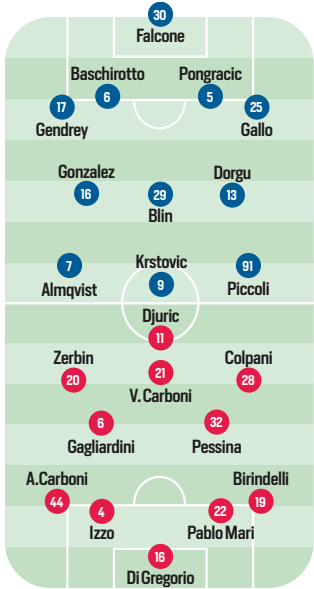 30
Falcone
Baschirotto
Pongracic
17
6
5
25
Gendrey
Gallo
Gonzalez
Dorgu
16
29
13
Blin
7
Krstovic
91
Almqvist
9
Piccoli
Djuric
11
Zerbin
Colpani
20
21
28
V. Carboni
6
32
Gagliardini
Pessina
A.Carboni
Birindelli
44
4
22
19
Izzo
Pablo Mari
16
Di Gregorio